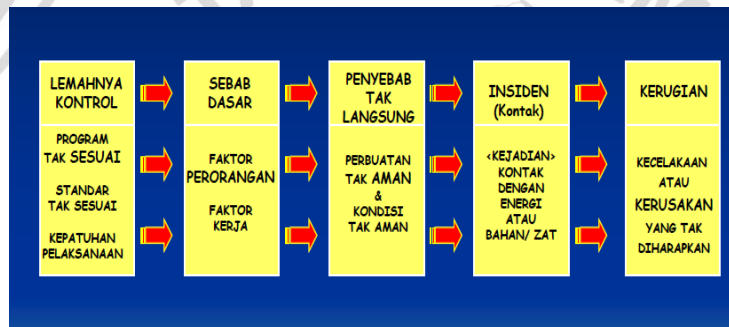 LEMAHNYA
KONTROL
PROGRAM
TAK SESUAI
STANDAR
TAK SESUAI
KEPATUHAN
PELAKSANAAN
SEBAB
DASAR
FAKTOR
PERORANGAN
FAKTOR
KERJA
PENYEBAB
TAK
LANGSUNG
PERBUATAN
TAK AMAN
&
KONDISI
TAK AMAN
INSIDEN
(Kontak)
<KEJADIAN>
KONTAK
DENGAN
ENERGI
ATAU
BAHAN/ ZAT
KERUGIAN
KECELAKAAN
ATAU
KERUSAKAN
YANG TAK
DIHARAPKAN